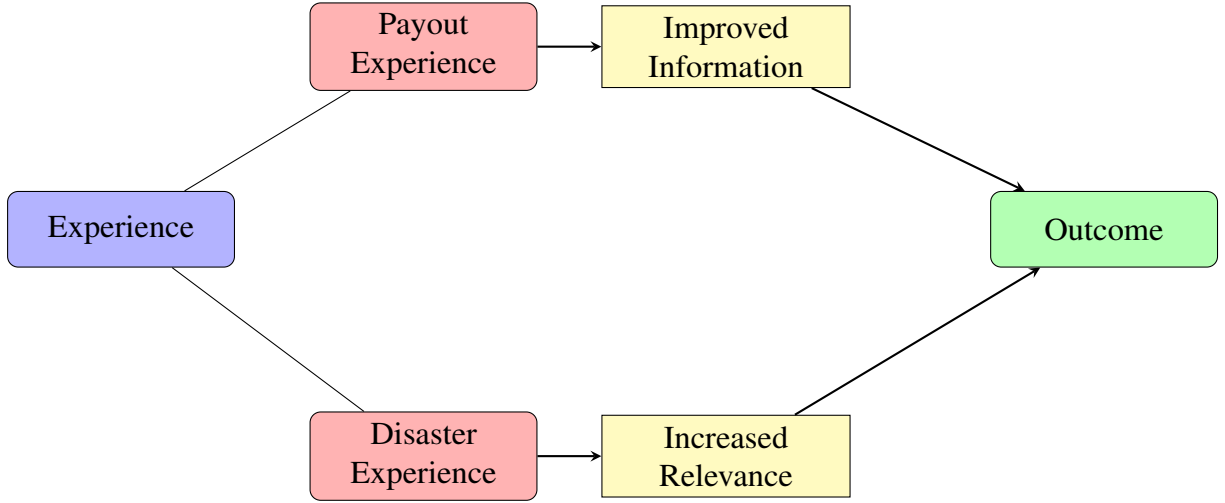 Payout
Experience
Improved
Information
Experience
Outcome
Disaster
Experience
Increased
Relevance